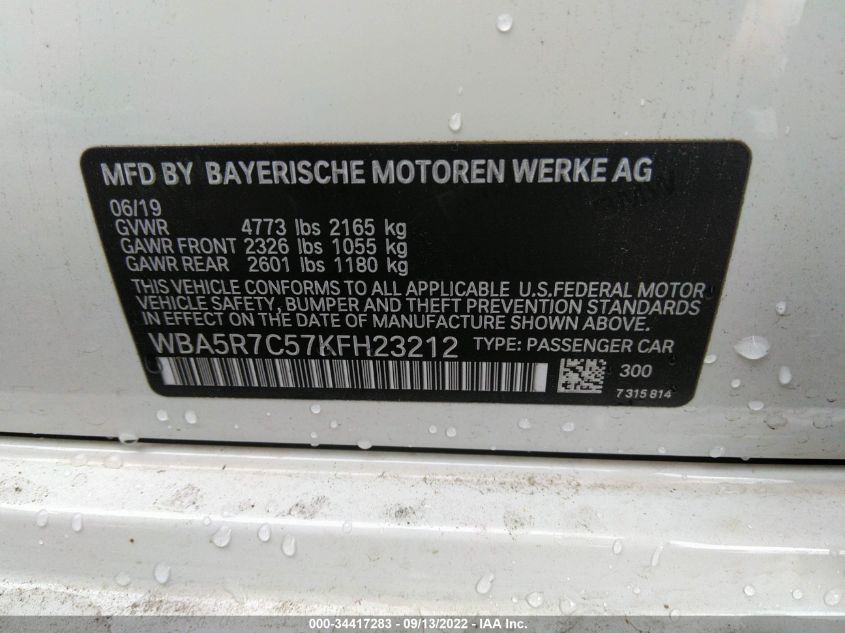 MFD BY BAYERISCHE MOTOREN WERKE AG
06/19
GVWR 4773 lbs 2165 kg
GAWR FRONT 2326 lbs 1055 kg
GAWR REAR 2601 lbs 1180 kg
THIS VEHICLE CONFORMS TO ALL APPLICABLE U.S.FEDERAL MOTOR
VEHICLE SAFETY, BUMPER AND THEFT PREVENTION STANDARDS
IN EFFECT ON THE DATE OF MANUFACTURE SHOWN ABOVE.
WBA5R7C57KFH23212 TYPE: PASSENGER CAR
300
7 315 814
000-34417283 - 09/13/2022 - IAA Inc.